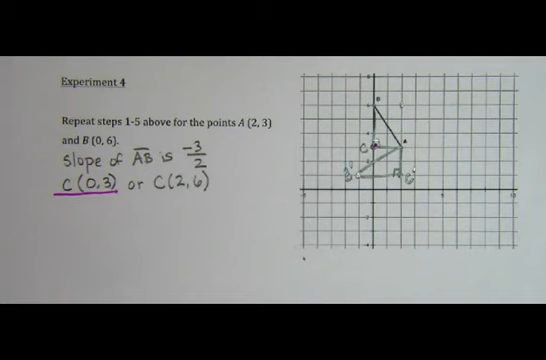 Experiment 4
Repeat steps 1-5 above for the points A (2, 3)
and B (0, 6).
Slope of AB is -3/2
C(0,3) or C(2,6)
B
A
C
B'
C'